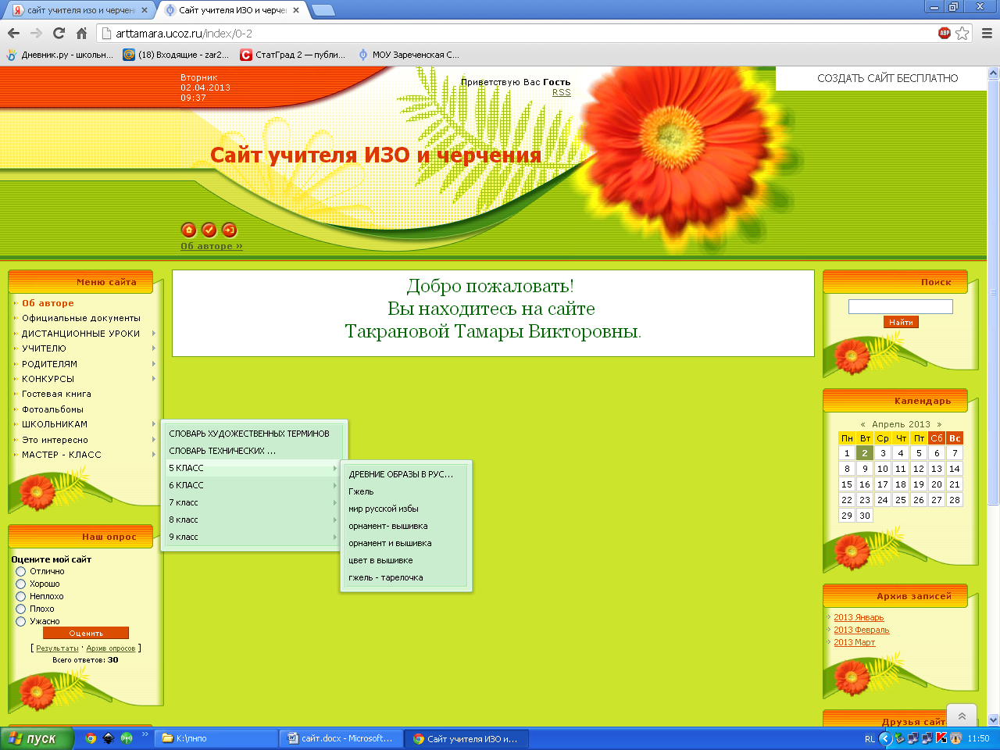 сайт учителя изо и чертен
Сайт учителя ИЗО и черче
arttamara.ucoz.ru/index/0-2
ABP
Дневник.ру - школьн...
(18) Входящие - zar2...
СтатГрад 2 — публи...
МОУ Зареченская С...
Вторник
02.04.2013
09:37
Приветствую Вас Гость
RSS
СОЗДАТЬ САЙТ БЕСПЛАТНО
Сайт учителя ИЗО и черчения
Об авторе »
Меню сайта
Об авторе
Официальные документы
ДИСТАНЦИОННЫЕ УРОКИ
УЧИТЕЛЮ
РОДИТЕЛЯМ
КОНКУРСЫ
Гостевая книга
Фотоальбомы
ШКОЛЬНИКАМ
Это интересно
МАСТЕР - КЛАСС
СЛОВАРЬ ХУДОЖЕСТВЕННЫХ ТЕРМИНОВ
СЛОВАРЬ ТЕХНИЧЕСКИХ ...
5 КЛАСС
6 КЛАСС
7 класс
8 класс
9 класс
ДРЕВНИЕ ОБРАЗЫ В РУС...
Гжель
мир русской избы
орнамент- вышивка
орнамент и вышивка
цвет в вышивке
гжель - тарелочка
Добро пожаловать!
Вы находитесь на сайте
Такрановой Тамары Викторовны.
Наш опрос
Оцените мой сайт
Отлично
Хорошо
Неплохо
Плохо
Ужасно
Оценить
[ Результаты · Архив опросов ]
Всего ответов: 30
Поиск
Найти
Календарь
« Апрель 2013 »
Пн Вт Ср Чт Пт Сб Вс
1 2 3 4 5 6 7
8 9 10 11 12 13 14
15 16 17 18 19 20 21
22 23 24 25 26 27 28
29 30
Архив записей
2013 Январь
2013 Февраль
2013 Март
Друзья сайт
пуск
K:\пнпо
сайт.docx - Microsoft...
Сайт учителя ИЗО и...
RL
11:50